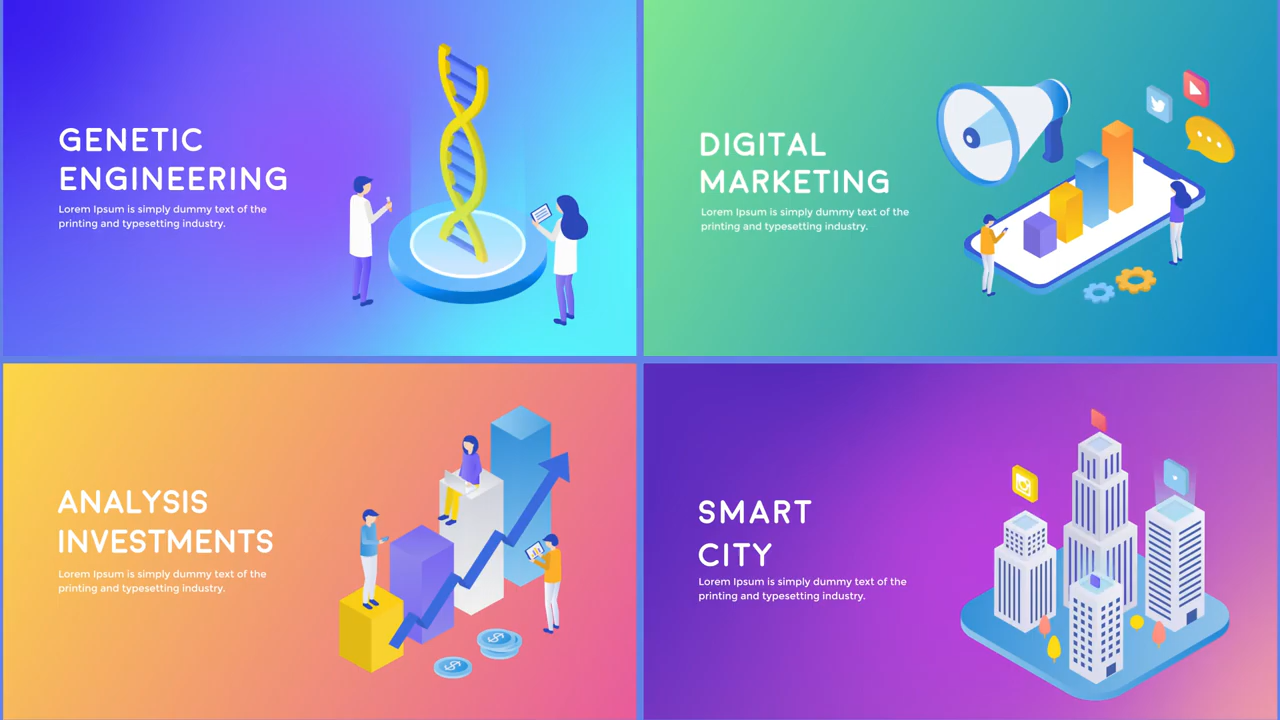 GENETIC
ENGINEERING
Lorem Ipsum is simply dummy text of the
printing and typesetting industry.
DIGITAL
MARKETING
Lorem Ipsum is simply dummy text of the
printing and typesetting industry.
ANALYSIS
INVESTMENTS
Lorem Ipsum is simply dummy text of the
printing and typesetting industry.
SMART
CITY
Lorem Ipsum is simply dummy text of the
printing and typesetting industry.